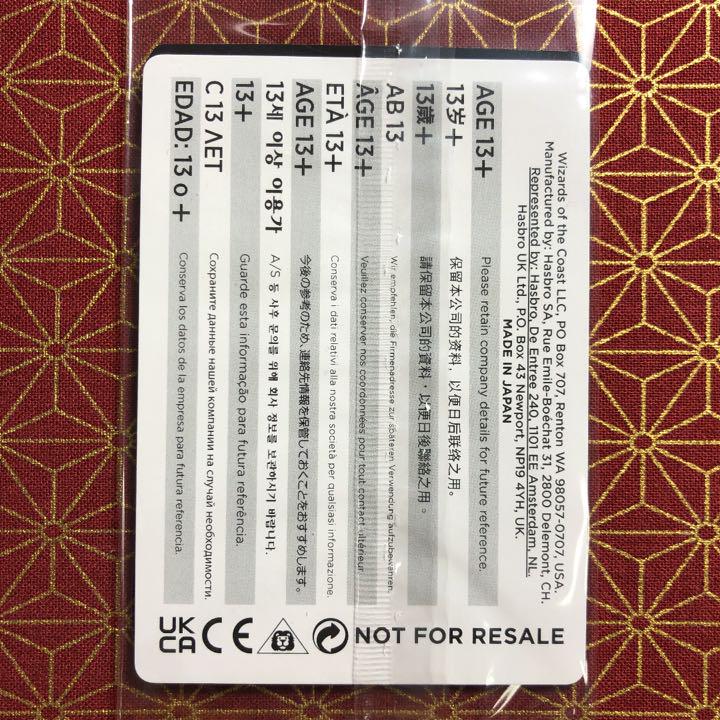 Wizards of the Coast LLC, PO Box 707, Renton WA 98057-0707, USA.
Manufactured by: Hasbro SA, Rue Emile-Boéchat 31, 2800 Delémont, CH.
Represented by: Hasbro, De Entree 240, 1101 EE Amsterdam, NL.
Hasbro UK Ltd., P.O. Box 43 Newport, NP19 4YH, UK.
MADE IN JAPAN
AGE 13+ Please retain company details for future reference.
13岁+ 保留本公司的资料，以便日后联络之用。
13歲+ 請保留本公司的資料，以便日後聯絡之用。
AB 13 Wir empfehlen, die Firmenadresse zur späteren Verwendung aufzubewahren.
ÂGE 13+ Veuillez conserver nos coordonnées pour tout contact ultérieur.
ETÀ 13+ Conserva i dati relativi alla nostra società per qualsiasi informazione.
AGE 13+ 今後の参考のため、連絡先情報を保管しておくことをおすすめします。
13세 이상 이용가 A/S 등 사후 문의를 위해 회사 정보를 보관하시기 바랍니다.
13+ Guarde esta informação para futura referência.
С 13 ЛЕТ Сохраните данные нашей компании на случай необходимости.
EDAD: 13 o + Conserva los datos de la empresa para futura referencia.
UK
CA CE NOT FOR RESALE